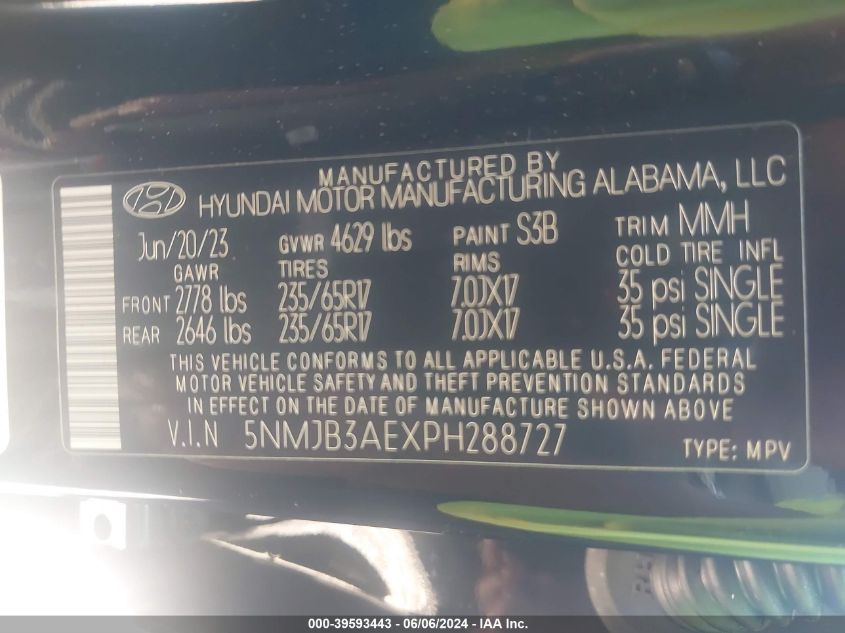 MANUFACTURED BY
HYUNDAI MOTOR MANUFACTURING ALABAMA, LLC
Jun/20/23 GVWR 4629 lbs PAINT S3B TRIM MMH
GAWR TIRES RIMS COLD TIRE INFL
FRONT 2778 lbs 235/65R17 7.0JX17 35 psi SINGLE
REAR 2646 lbs 235/65R17 7.0JX17 35 psi SINGLE
THIS VEHICLE CONFORMS TO ALL APPLICABLE U.S.A. FEDERAL
MOTOR VEHICLE SAFETY AND THEFT PREVENTION STANDARDS
IN EFFECT ON THE DATE OF MANUFACTURE SHOWN ABOVE
V.I.N 5NMJB3AEXPH288727 TYPE: MPV
000-39593443 - 06/06/2024 - IAA Inc.